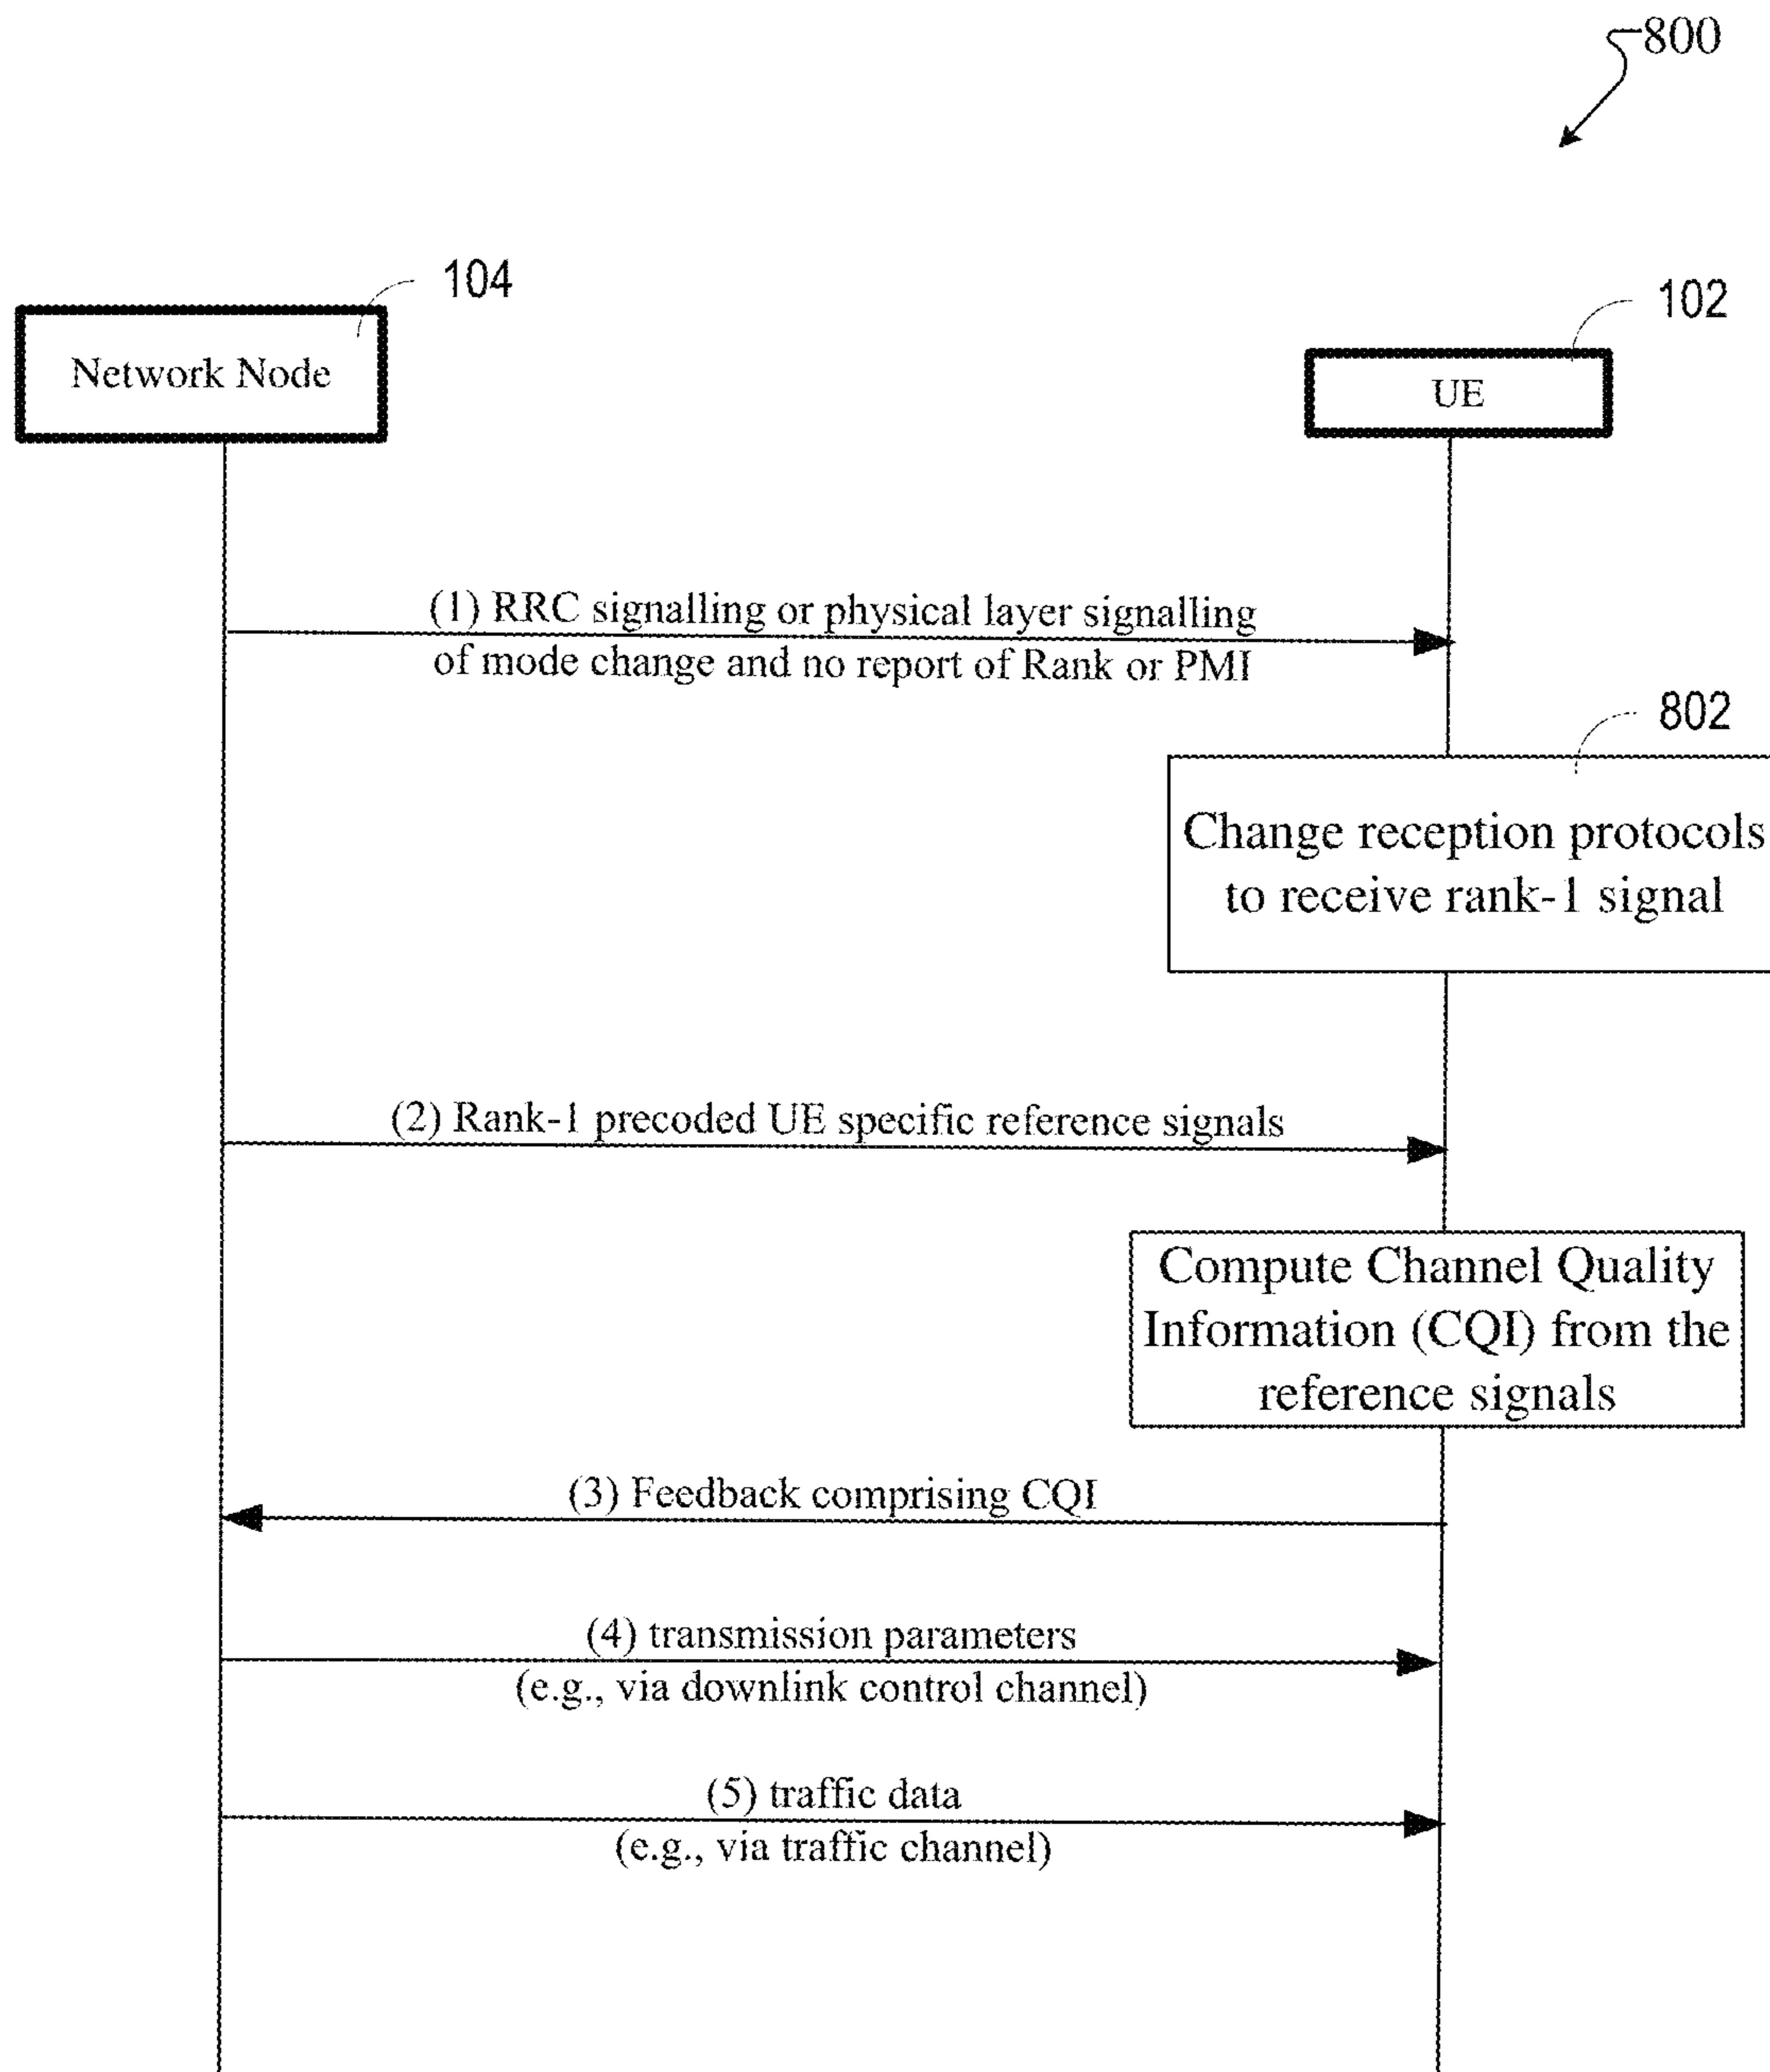 800
104
102
Network Node
UE
(1) RRC signalling or physical layer signalling
of mode change and no report of Rank or PMI
802
Change reception protocols
to receive rank-1 signal
(2) Rank-1 precoded UE specific reference signals
Compute Channel Quality
Information (CQI) from the
reference signals
(3) Feedback comprising CQI
(4) transmission parameters
(e.g., via downlink control channel)
(5) traffic data
(e.g., via traffic channel)